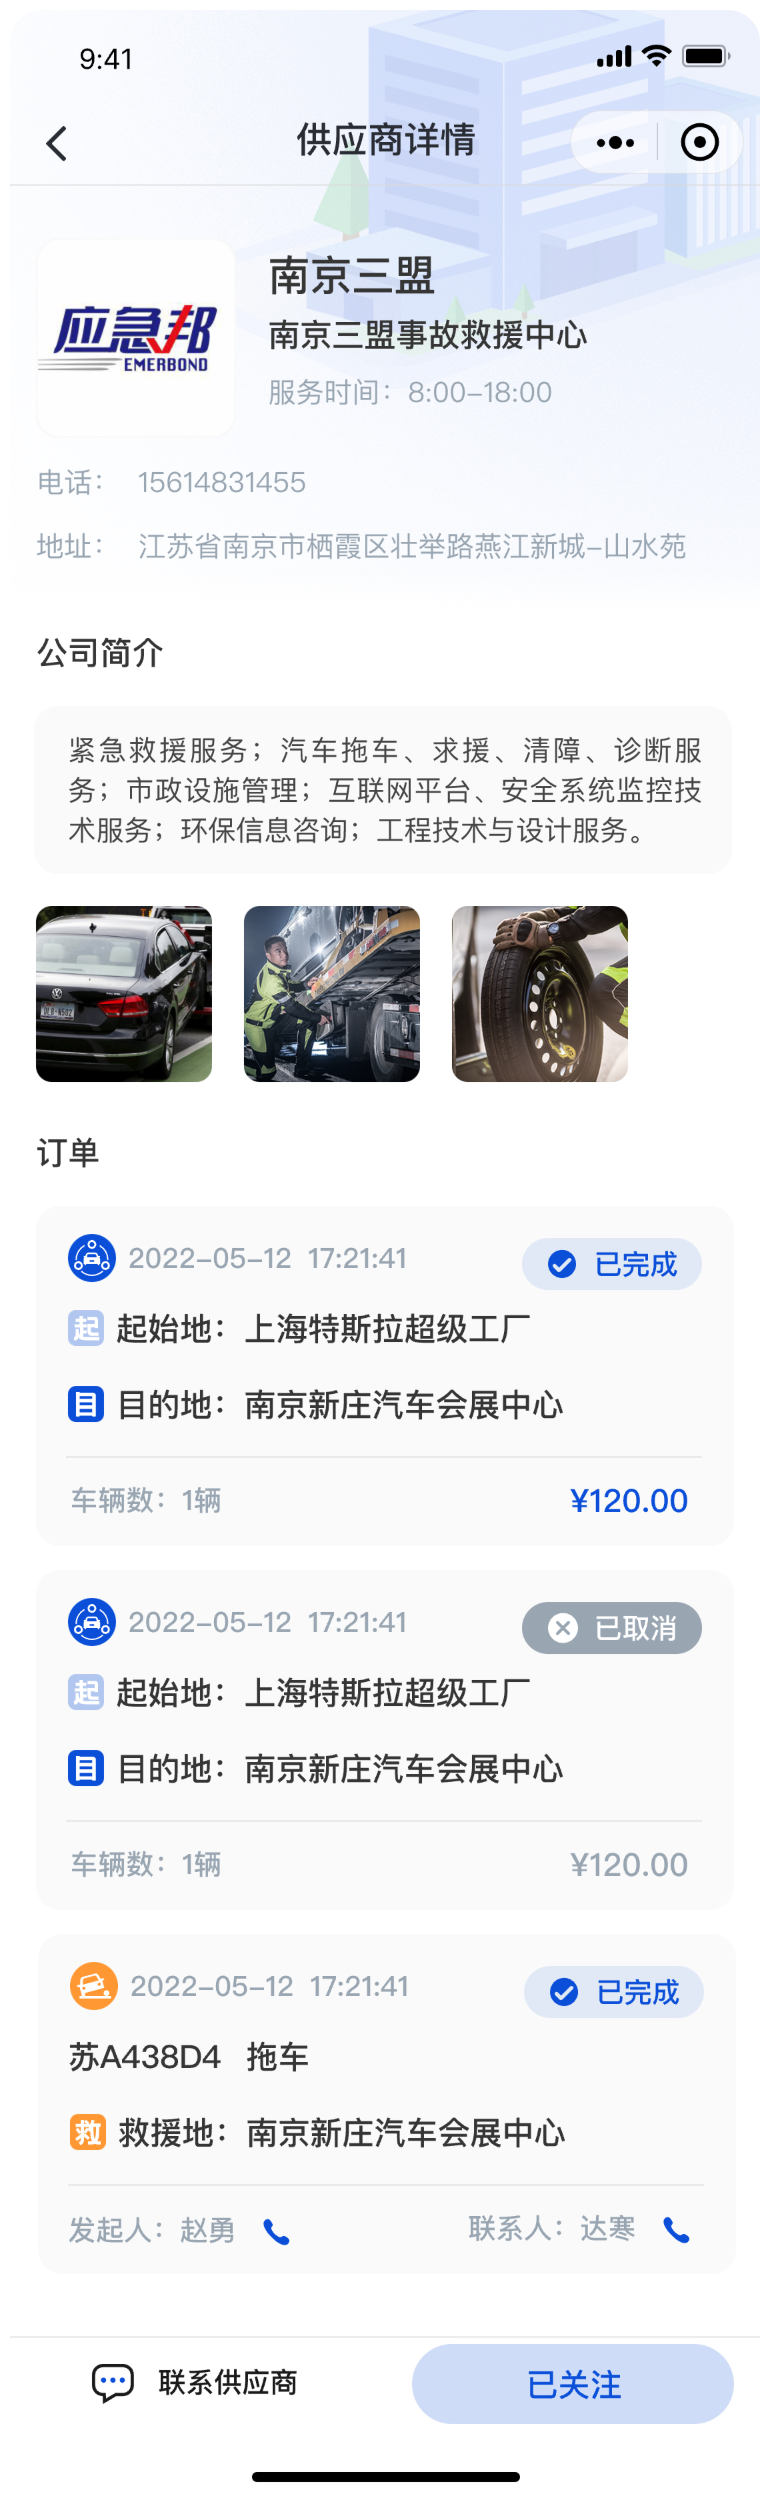 9:41
供应商详情
应急邦
EMERBOND
南京三盟
南京三盟事故救援中心
服务时间：8:00-18:00
电话： 15614831455
地址： 江苏省南京市栖霞区壮举路燕江新城-山水苑
公司简介
紧急救援服务；汽车拖车、求援、清障、诊断服
务；市政设施管理；互联网平台、安全系统监控技
术服务；环保信息咨询；工程技术与设计服务。
订单
2022-05-12 17:21:41 已完成
起 起始地：上海特斯拉超级工厂
目 目的地：南京新庄汽车会展中心
车辆数：1辆 ¥120.00
2022-05-12 17:21:41 已取消
起 起始地：上海特斯拉超级工厂
目 目的地：南京新庄汽车会展中心
车辆数：1辆 ¥120.00
2022-05-12 17:21:41 已完成
苏A438D4 拖车
救 救援地：南京新庄汽车会展中心
发起人：赵勇 联系人：达寒
联系供应商 已关注